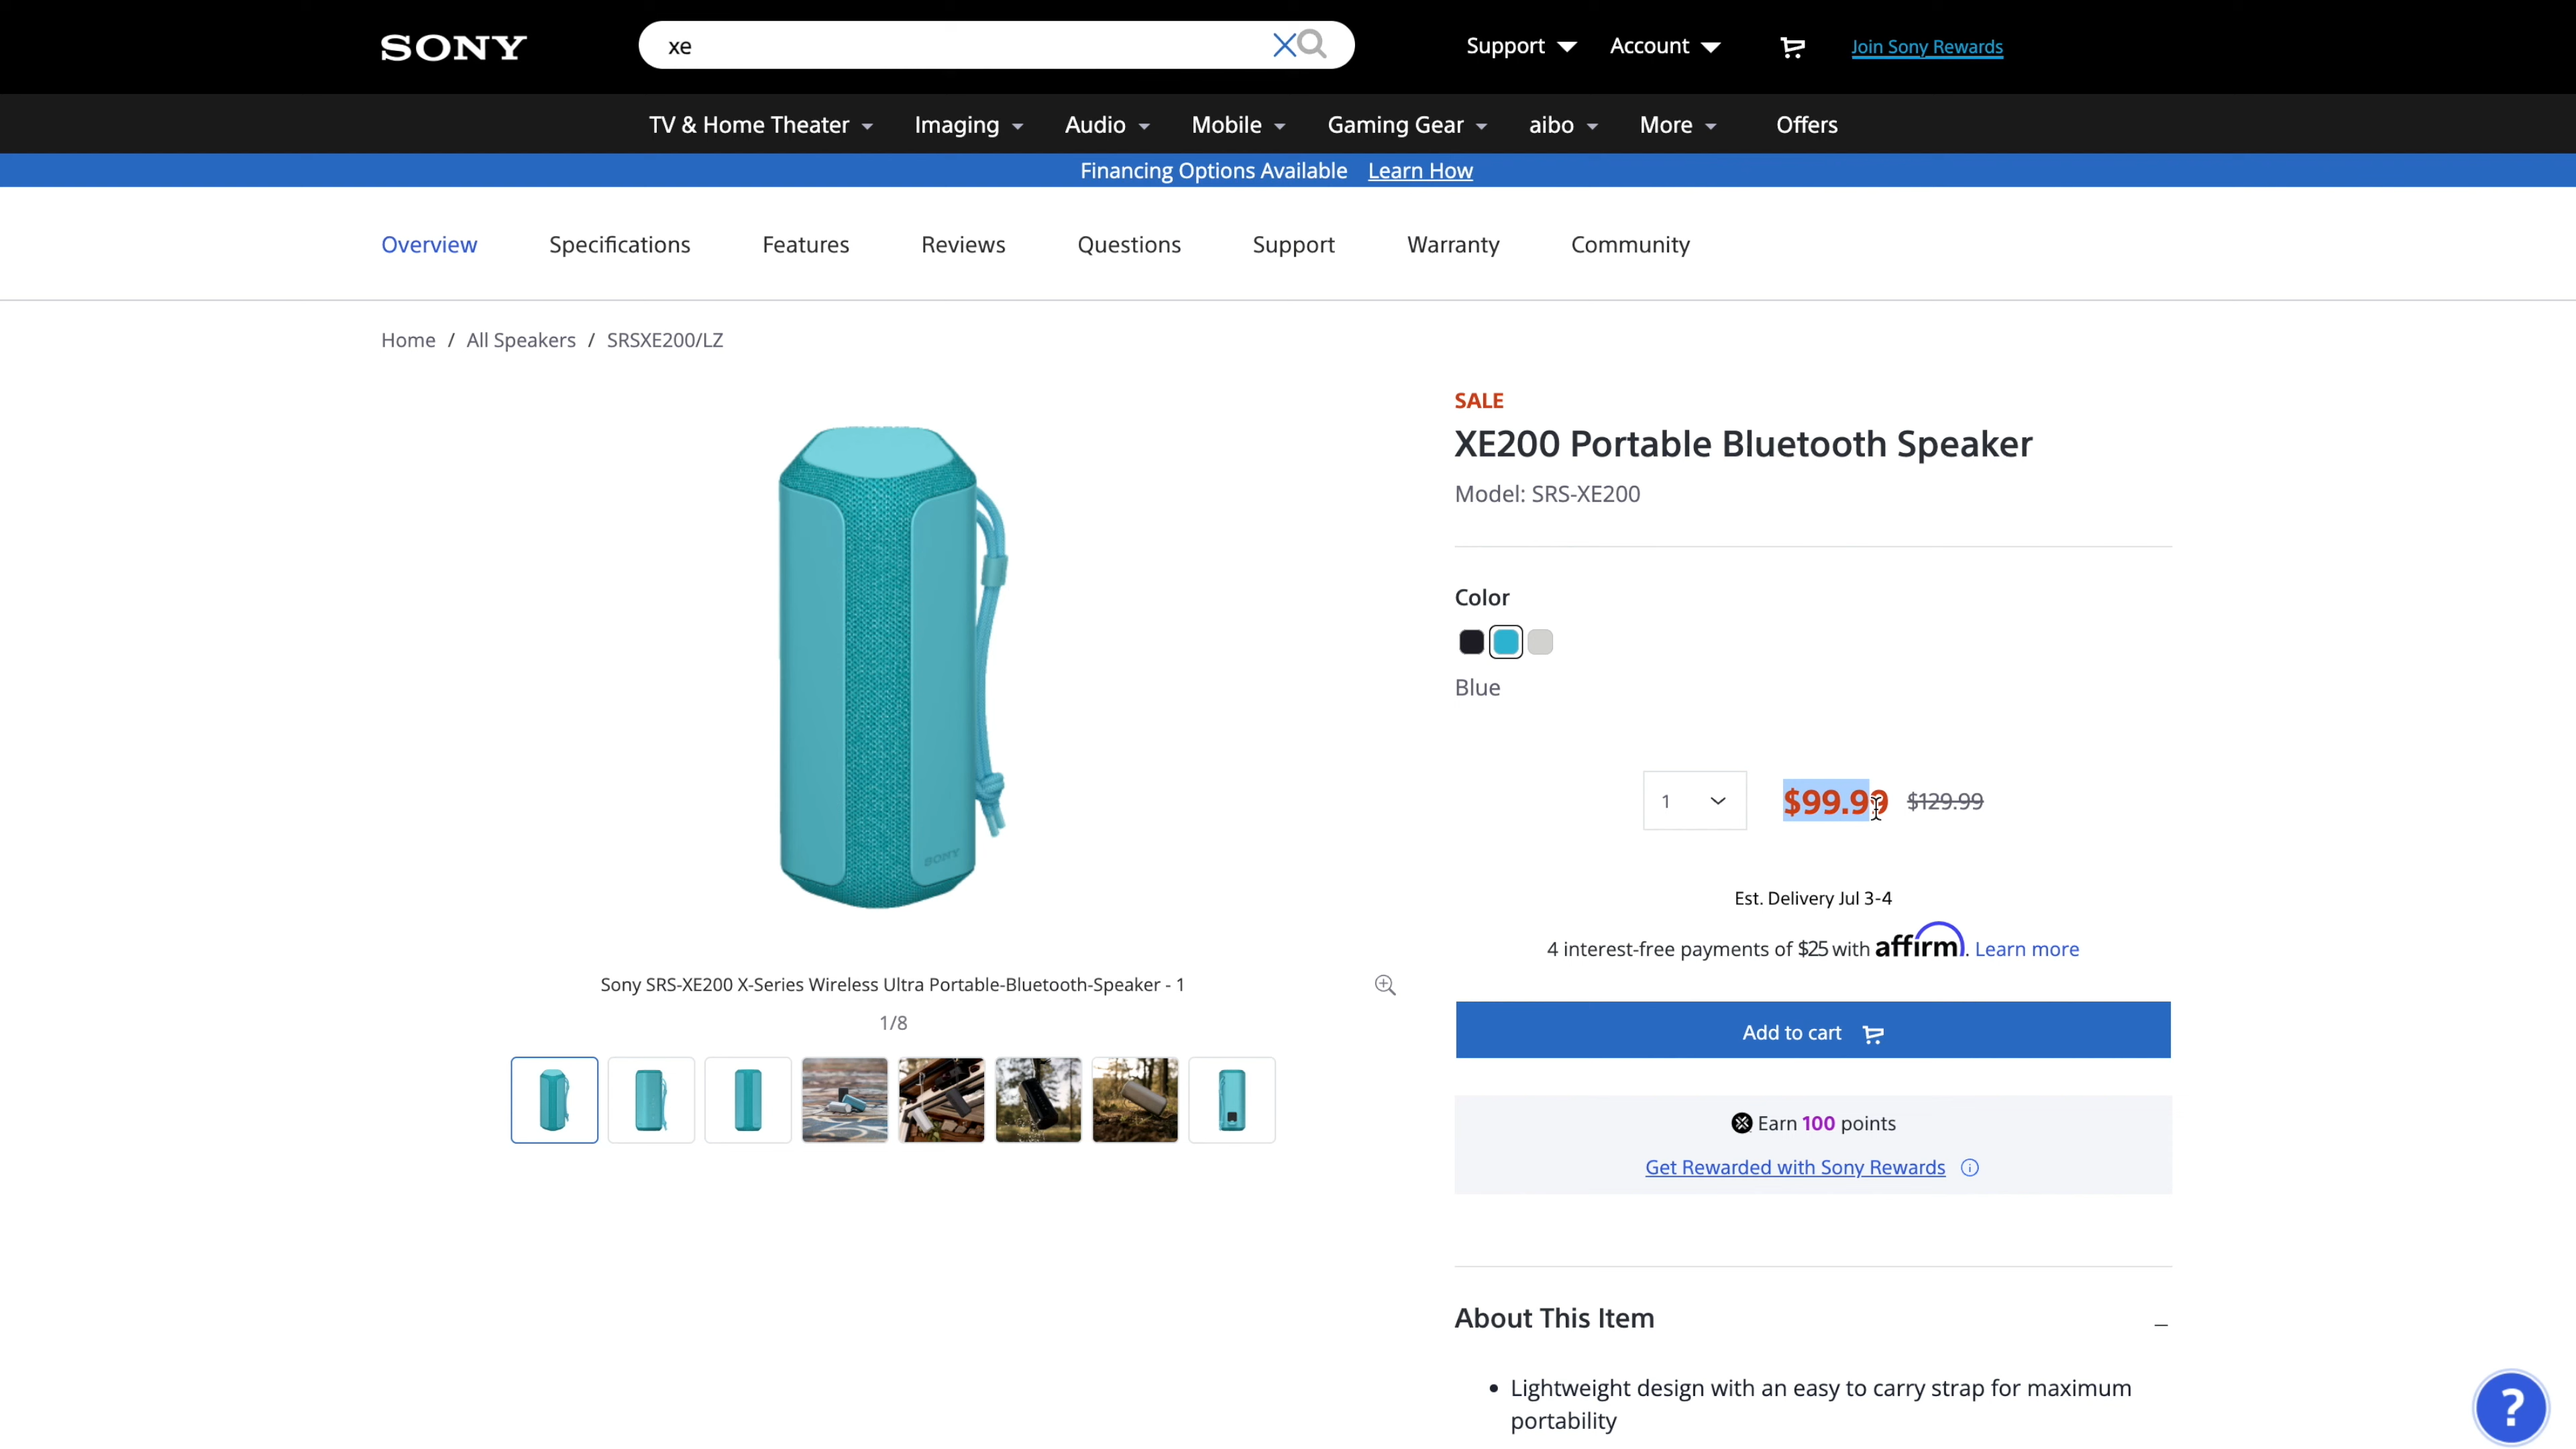 SONY
xe
Support
Account
Join Sony Rewards
TV & Home Theater
Imaging
Audio
Mobile
Gaming Gear
aibo
More
Offers
Financing Options Available Learn How
Overview
Specifications
Features
Reviews
Questions
Support
Warranty
Community
Home / All Speakers / SRSXE200/LZ
SALE
XE200 Portable Bluetooth Speaker
Model: SRS-XE200
Color
Blue
SONY
1
$99.99 $129.99
Est. Delivery Jul 3-4
4 interest-free payments of $25 with affirm. Learn more
Sony SRS-XE200 X-Series Wireless Ultra Portable-Bluetooth-Speaker - 1
1/8
Add to cart
Earn 100 points
Get Rewarded with Sony Rewards
About This Item
• Lightweight design with an easy to carry strap for maximum
portability
?